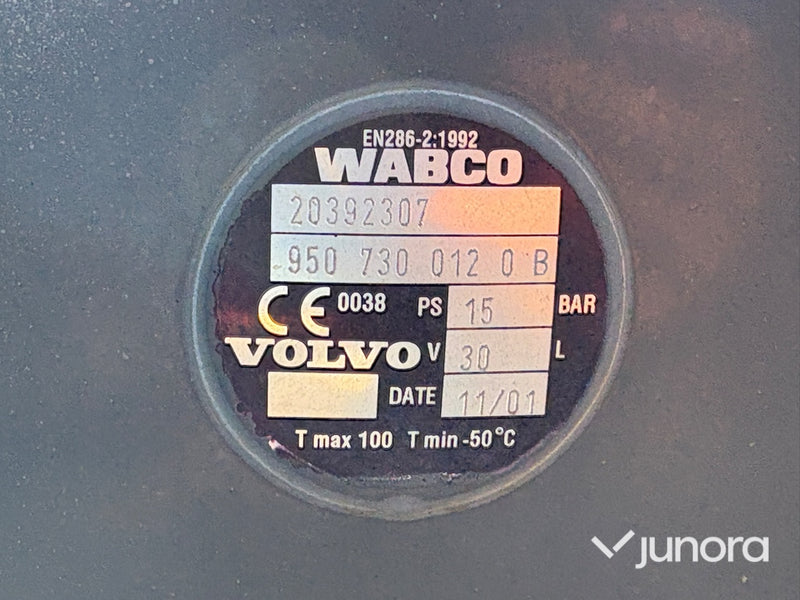 EN286-2:1992
WABCO
20392307
950 730 012 0 B
CE 0038 PS 15 BAR
VOLVO V 30 L
DATE 11/01
T max 100 T min -50°C
junora